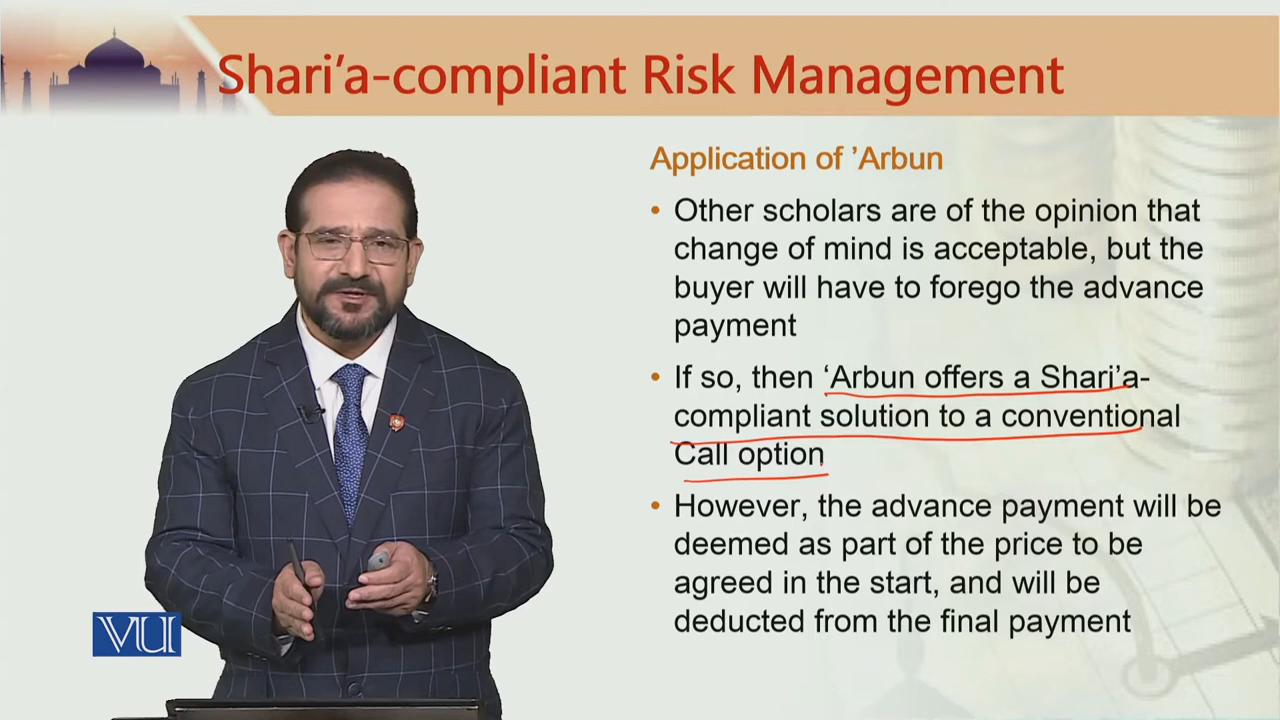 Shari’a-compliant Risk Management
Application of ’Arbun
• Other scholars are of the opinion that
change of mind is acceptable, but the
buyer will have to forego the advance
payment
• If so, then ‘Arbun offers a Shari’a-
compliant solution to a conventional
Call option
• However, the advance payment will be
deemed as part of the price to be
agreed in the start, and will be
deducted from the final payment
VU